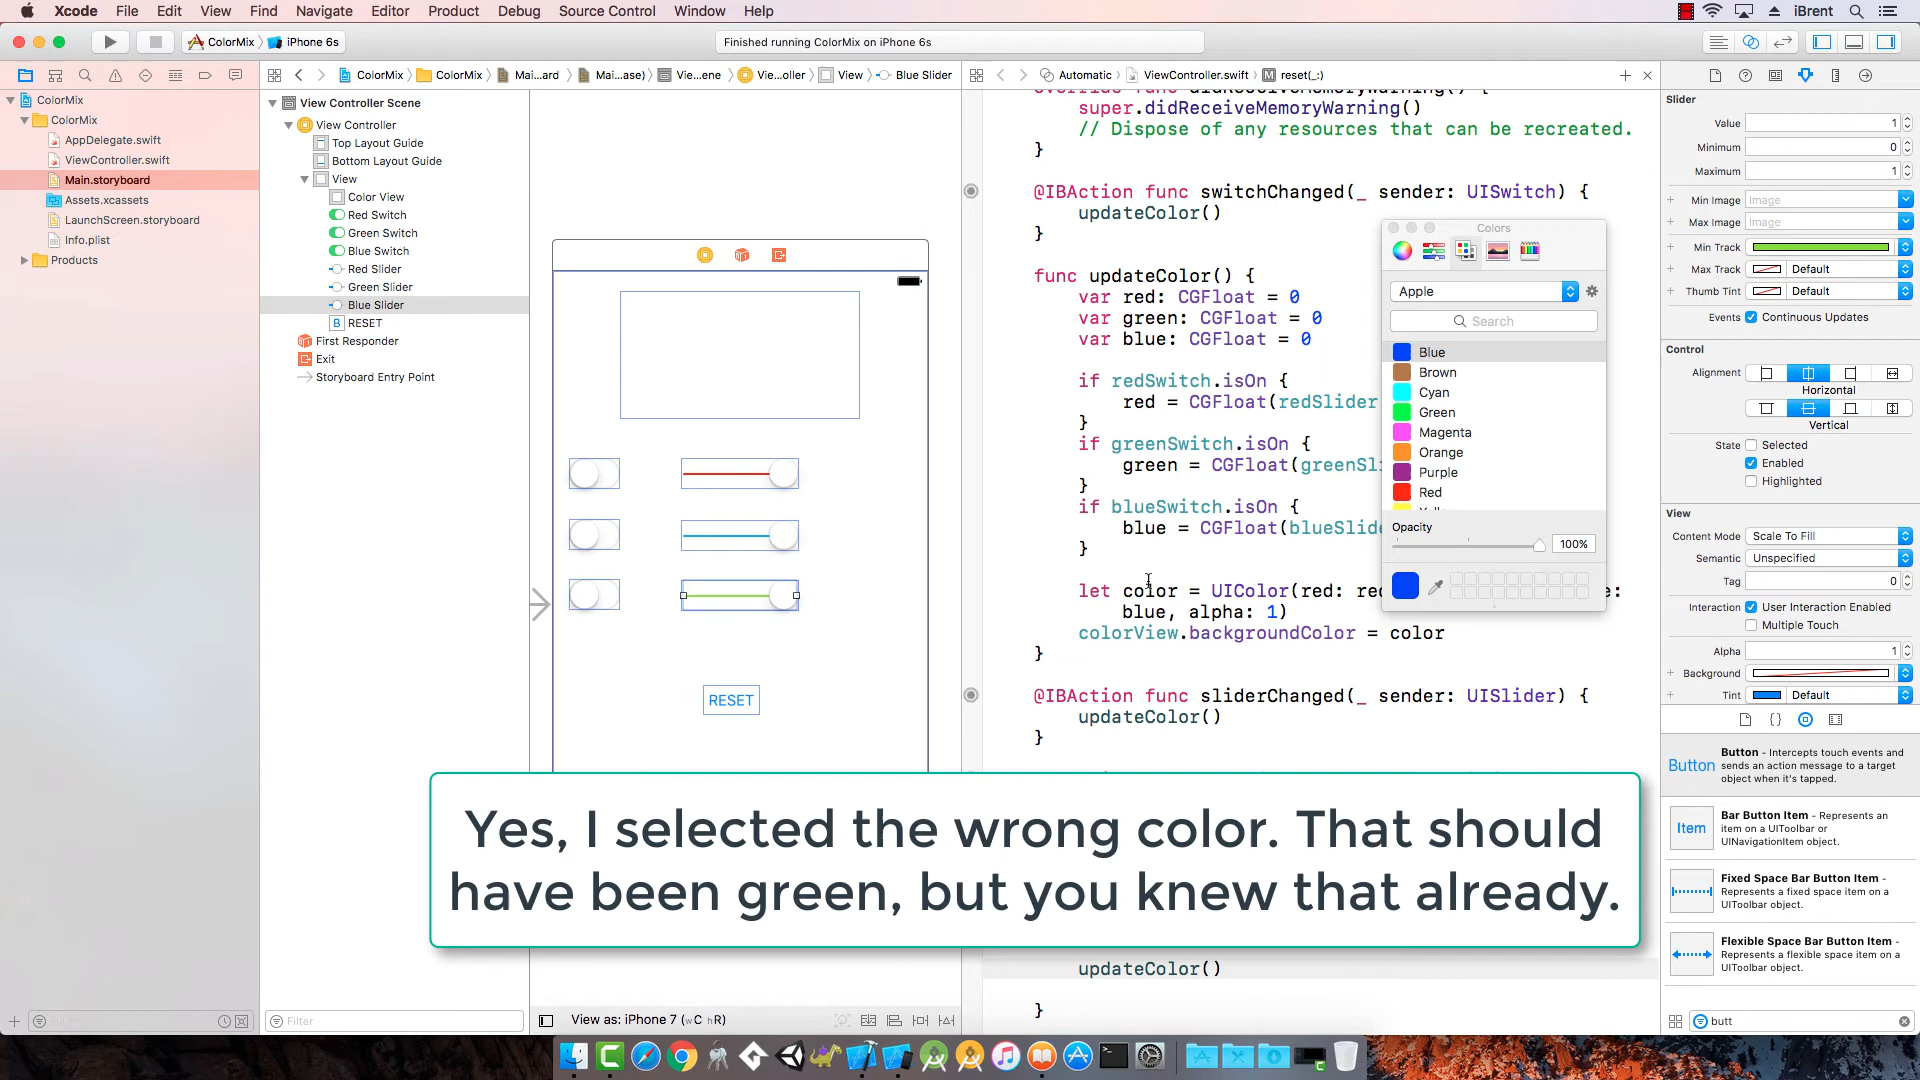 Xcode File Edit View Find Navigate Editor Product Debug Source Control Window Help
iBrent
ColorMix iPhone 6s
Finished running ColorMix on iPhone 6s
ColorMix ColorMix Mai...ard Mai...ase) Vie...ene Vie...oller View Blue Slider
Automatic ViewController.swift reset(_:)
ColorMix
ColorMix
AppDelegate.swift
ViewController.swift
Main.storyboard
Assets.xcassets
LaunchScreen.storyboard
Info.plist
Products
View Controller Scene
View Controller
Top Layout Guide
Bottom Layout Guide
View
Color View
Red Switch
Green Switch
Blue Switch
Red Slider
Green Slider
Blue Slider
B RESET
First Responder
Exit
Storyboard Entry Point
RESET
override func didReceiveMemoryWarning() {
super.didReceiveMemoryWarning()
// Dispose of any resources that can be recreated.
}
@IBAction func switchChanged(_ sender: UISwitch) {
updateColor()
}
func updateColor() {
var red: CGFloat = 0
var green: CGFloat = 0
var blue: CGFloat = 0
if redSwitch.isOn {
red = CGFloat(redSlider
}
if greenSwitch.isOn {
green = CGFloat(greenSl
}
if blueSwitch.isOn {
blue = CGFloat(blueSlide
}
let color = UIColor(red: re e:
blue, alpha: 1)
colorView.backgroundColor = color
}
@IBAction func sliderChanged(_ sender: UISlider) {
updateColor()
}
updateColor()
}
Colors
Apple
Search
Blue
Brown
Cyan
Green
Magenta
Orange
Purple
Red
Opacity
100%
Slider
Value 1
Minimum 0
Maximum 1
Min Image Image
Max Image Image
Min Track
Max Track Default
Thumb Tint Default
Events Continuous Updates
Control
Alignment
Horizontal
Vertical
State Selected
Enabled
Highlighted
View
Content Mode Scale To Fill
Semantic Unspecified
Tag 0
Interaction User Interaction Enabled
Multiple Touch
Alpha 1
Background
Tint Default
Button
Button - Intercepts touch events and
sends an action message to a target
object when it's tapped.
Item
Bar Button Item - Represents an
item on a UIToolbar or
UINavigationItem object.
Fixed Space Bar Button Item -
Represents a fixed space item on a
UIToolbar object.
Flexible Space Bar Button Item -
Represents a flexible space item on a
UIToolbar object.
butt
Yes, I selected the wrong color. That should
have been green, but you knew that already.
Filter
View as: iPhone 7 (wC hR)